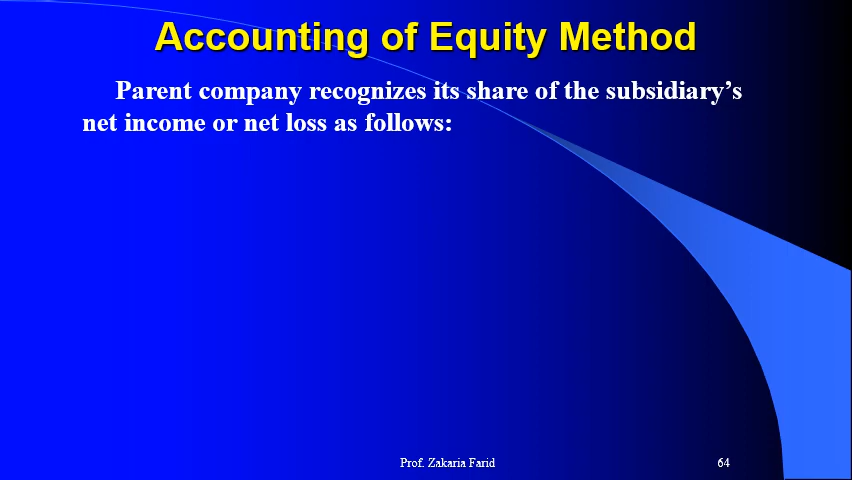 Accounting of Equity Method
Parent company recognizes its share of the subsidiary’s
net income or net loss as follows:
Prof. Zakaria Farid
64